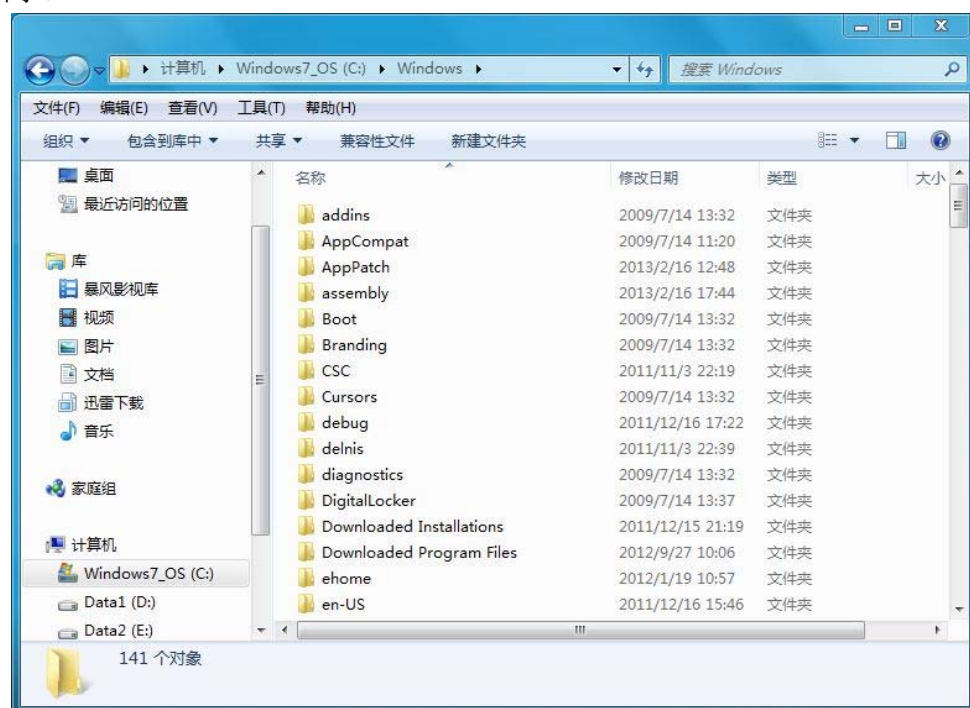 计算机 Windows7_OS (C:) Windows 搜索 Windows
文件(F) 编辑(E) 查看(V) 工具(T) 帮助(H)
组织 包含到库中 共享 兼容性文件 新建文件夹
桌面
最近访问的位置
库
暴风影视库
视频
图片
文档
迅雷下载
音乐
家庭组
计算机
Windows7_OS (C:)
Data1 (D:)
Data2 (E:)
名称 修改日期 类型 大小
addins 2009/7/14 13:32 文件夹
AppCompat 2009/7/14 11:20 文件夹
AppPatch 2013/2/16 12:48 文件夹
assembly 2013/2/16 17:44 文件夹
Boot 2009/7/14 13:32 文件夹
Branding 2009/7/14 13:32 文件夹
CSC 2011/11/3 22:19 文件夹
Cursors 2009/7/14 13:32 文件夹
debug 2011/12/16 17:22 文件夹
delnis 2011/11/3 22:39 文件夹
diagnostics 2009/7/14 13:32 文件夹
DigitalLocker 2009/7/14 13:37 文件夹
Downloaded Installations 2011/12/15 21:19 文件夹
Downloaded Program Files 2012/9/27 10:06 文件夹
ehome 2012/1/19 10:57 文件夹
en-US 2011/12/16 15:46 文件夹
141 个对象